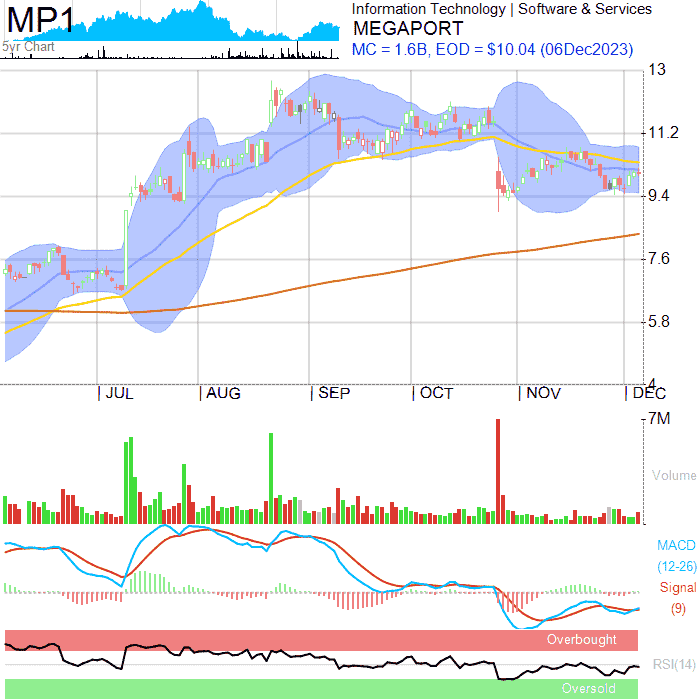 MP1
5yr Chart
Information Technology | Software & Services
MEGAPORT
MC = 1.6B, EOD = $10.04 (06Dec2023)
13
11.2
9.4
7.6
5.8
4
JUL AUG SEP OCT NOV DEC
7M
Volume
MACD
(12-26)
Signal
(9)
Overbought
RSI(14)
Oversold